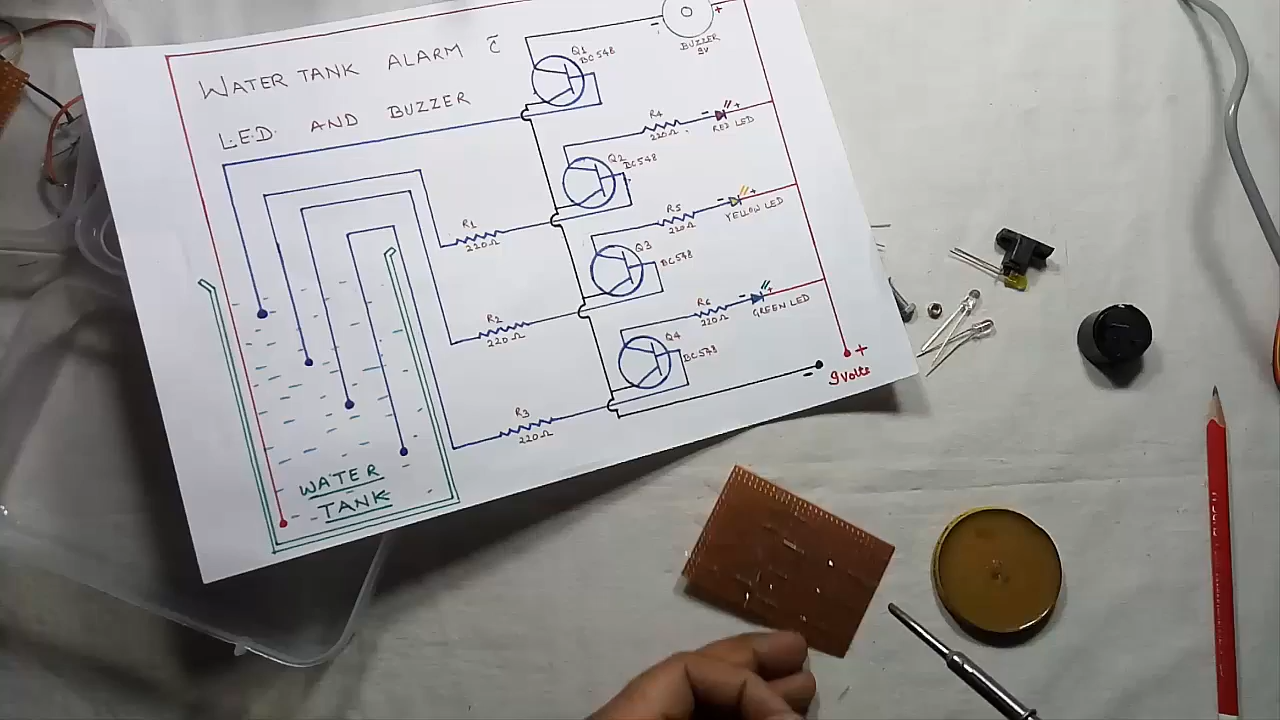 WATER TANK ALARM C̄
LED AND BUZZER
Q1
BC548
-
+
BUZZER
9V
Q2
BC548
R4
220Ω
-
+
RED LED
R1
220Ω
Q3
BC548
R5
220Ω
-
+
YELLOW LED
R2
220Ω
Q4
BC548
R6
220Ω
-
+
GREEN LED
R3
220Ω
-
+
9Volts
WATER
TANK